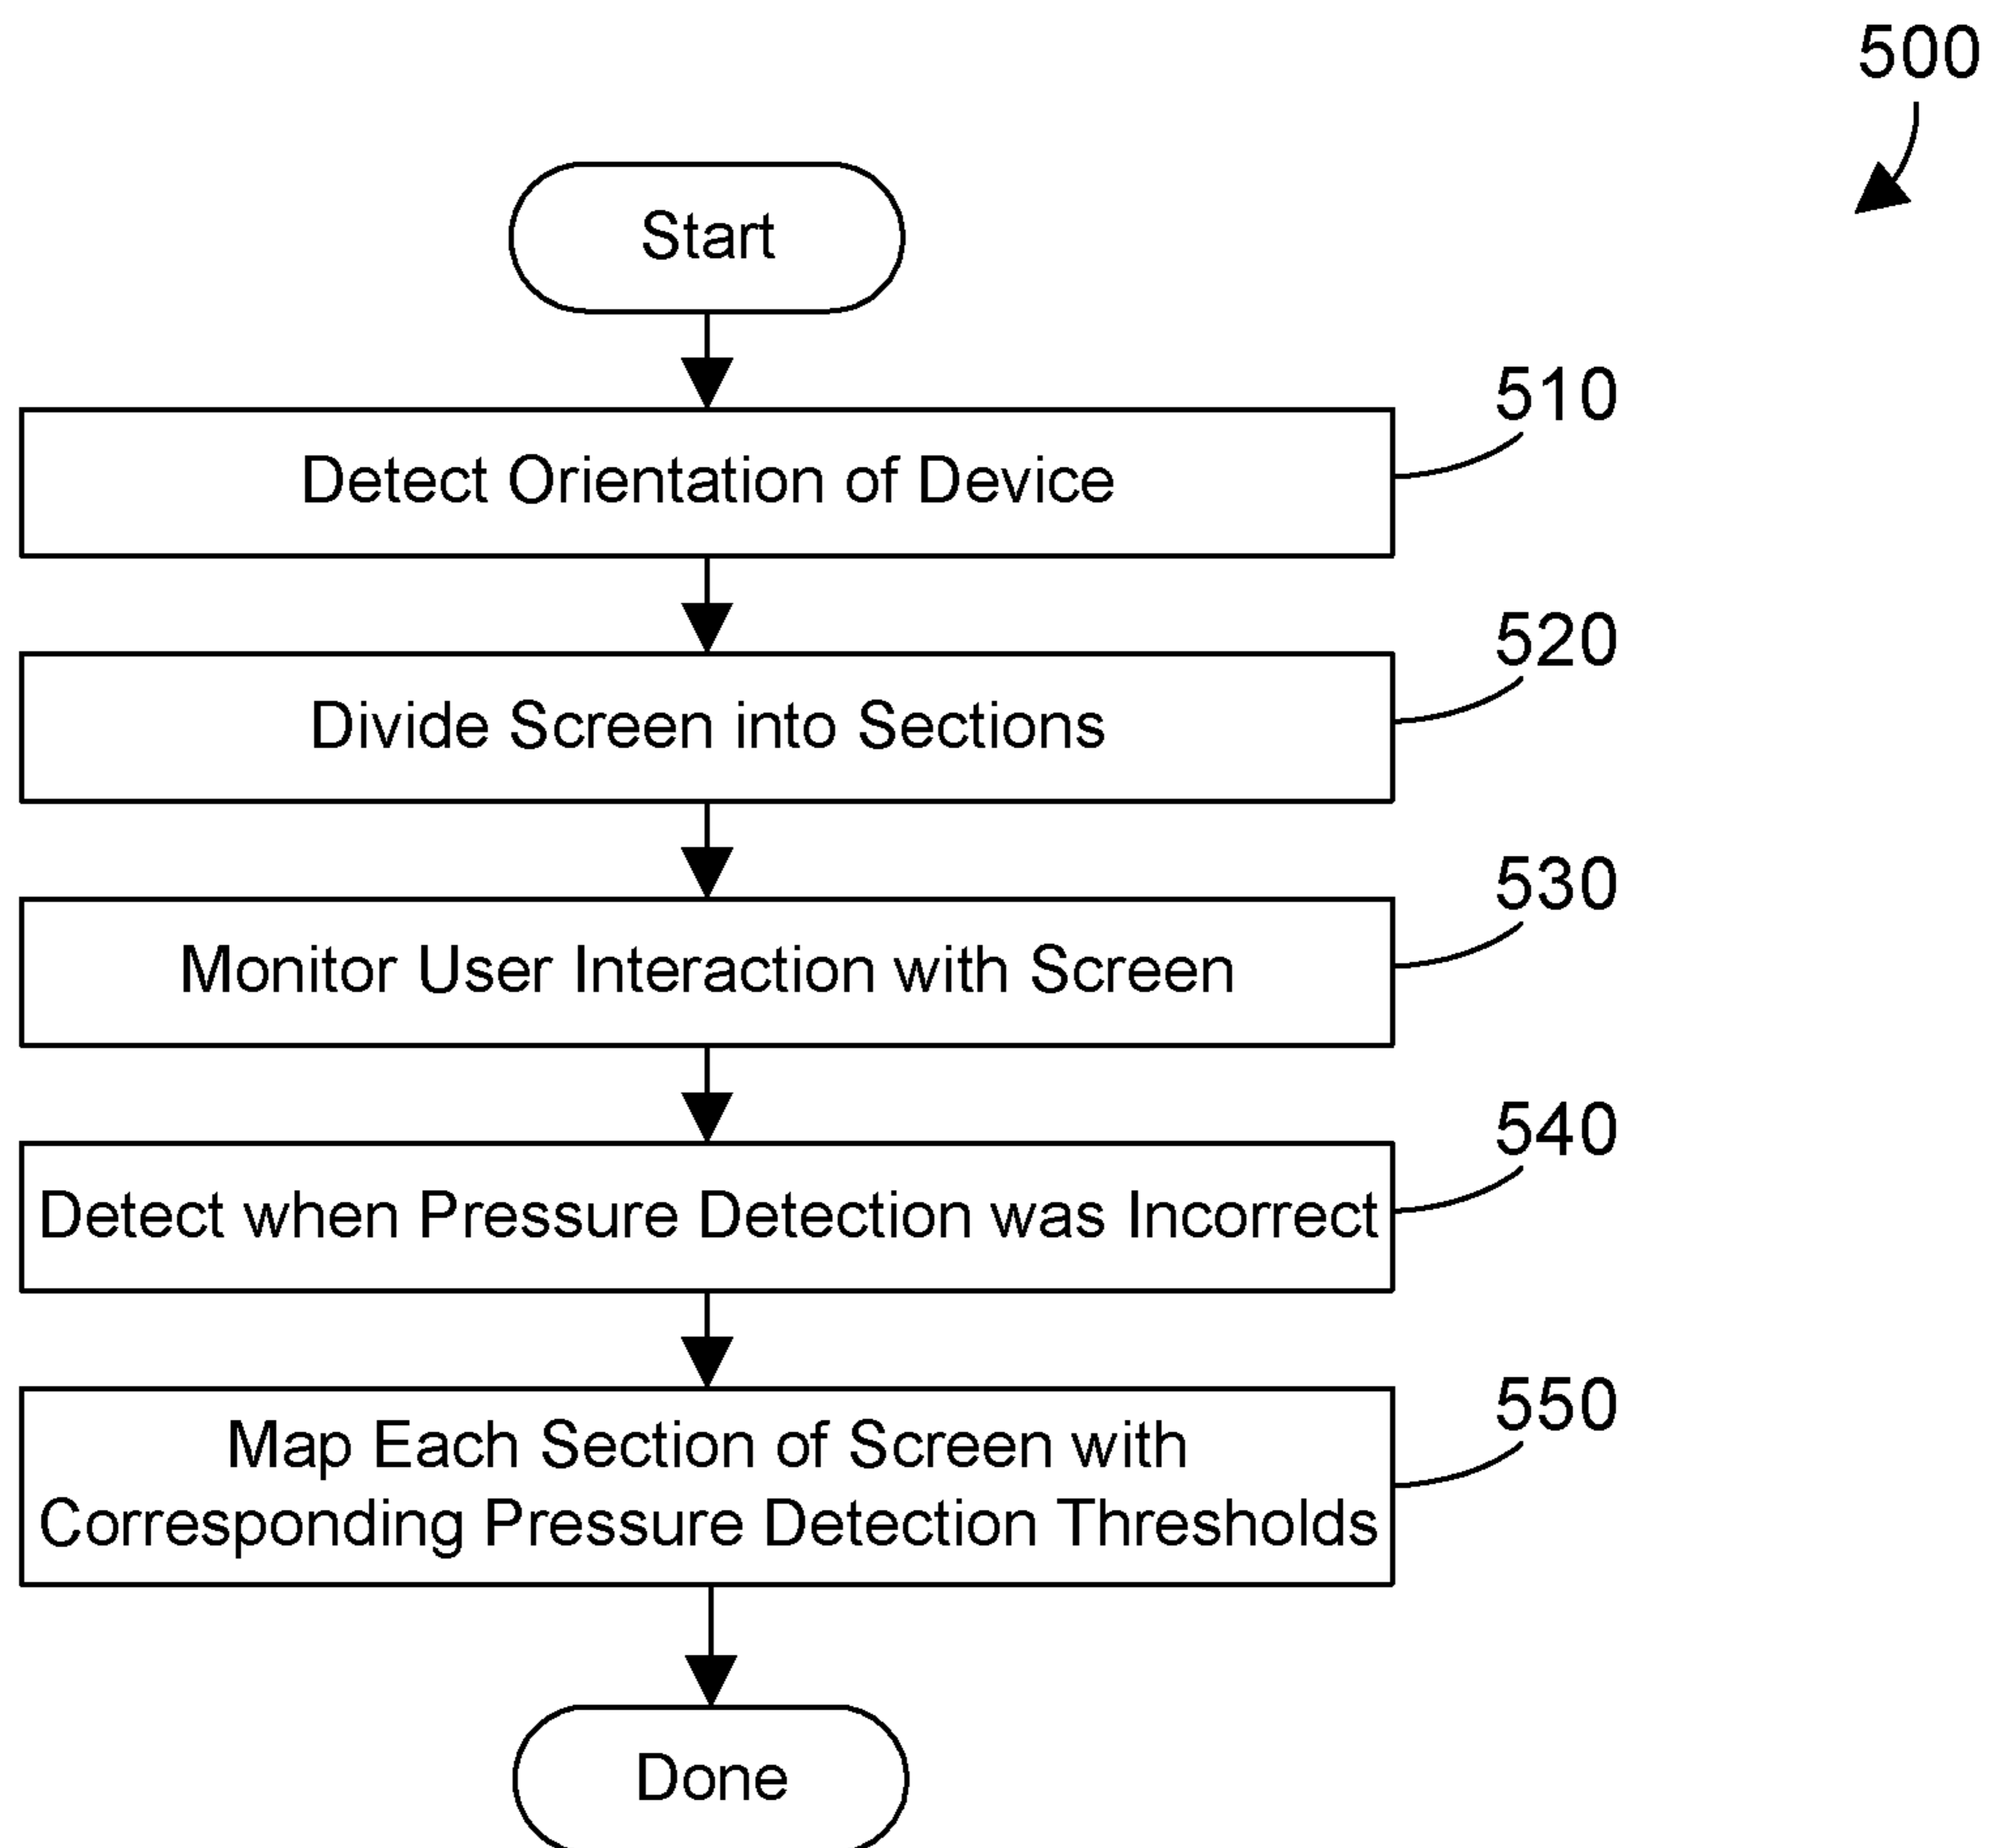 500
Start
510
Detect Orientation of Device
520
Divide Screen into Sections
530
Monitor User Interaction with Screen
540
Detect when Pressure Detection was Incorrect
550
Map Each Section of Screen with
Corresponding Pressure Detection Thresholds
Done